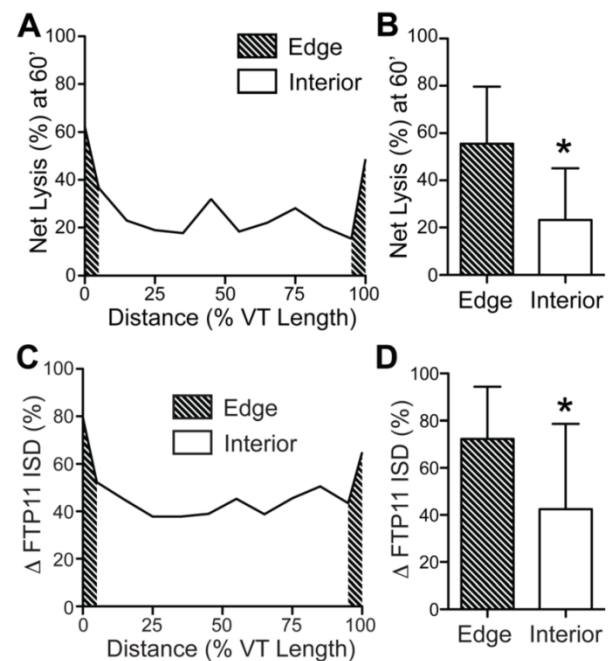 A
Net Lysis (%) at 60'
100
80
60
40
20
0
Edge
Interior
0 25 50 75 100
Distance (% VT Length)
B
Net Lysis (%) at 60'
100
80
60
40
20
0
*
Edge Interior
C
Δ FTP11 ISD (%)
100
80
60
40
20
0
Edge
Interior
0 25 50 75 100
Distance (% VT Length)
D
Δ FTP11 ISD (%)
100
80
60
40
20
0
*
Edge Interior